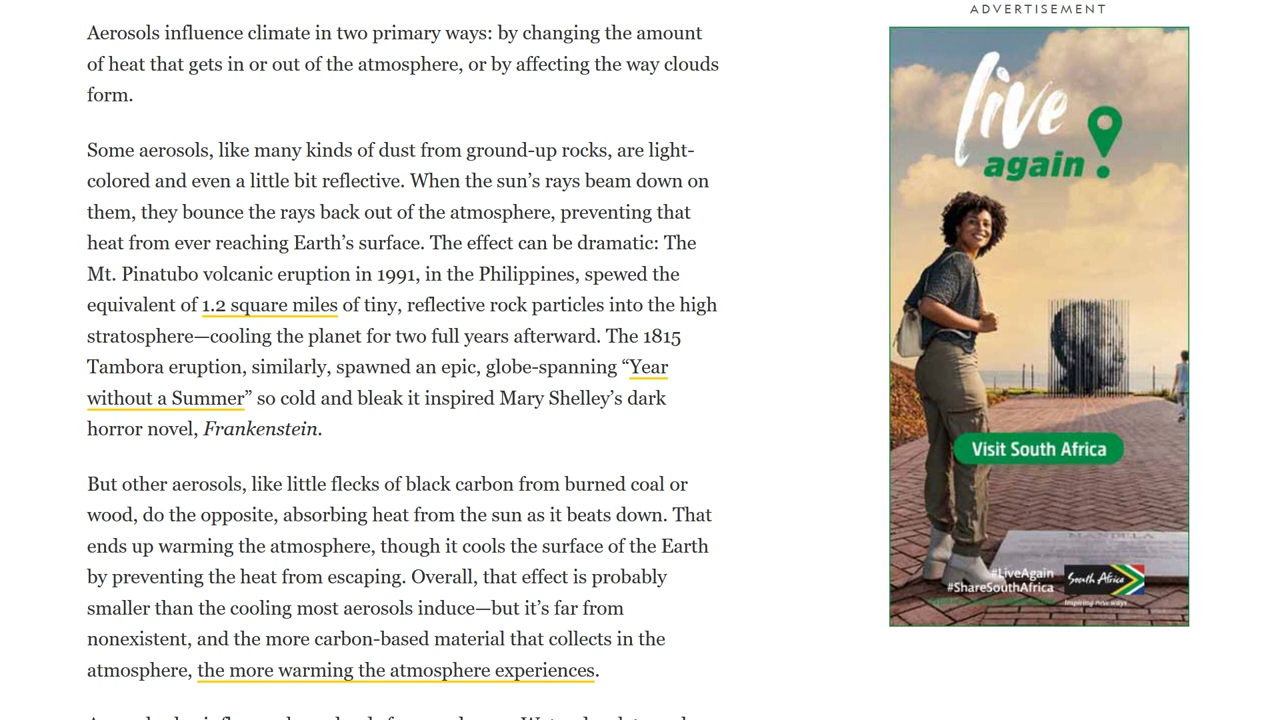 Aerosols influence climate in two primary ways: by changing the amount
of heat that gets in or out of the atmosphere, or by affecting the way clouds
form.
Some aerosols, like many kinds of dust from ground-up rocks, are light-
colored and even a little bit reflective. When the sun’s rays beam down on
them, they bounce the rays back out of the atmosphere, preventing that
heat from ever reaching Earth’s surface. The effect can be dramatic: The
Mt. Pinatubo volcanic eruption in 1991, in the Philippines, spewed the
equivalent of 1.2 square miles of tiny, reflective rock particles into the high
stratosphere—cooling the planet for two full years afterward. The 1815
Tambora eruption, similarly, spawned an epic, globe-spanning “Year
without a Summer” so cold and bleak it inspired Mary Shelley’s dark
horror novel, Frankenstein.
But other aerosols, like little flecks of black carbon from burned coal or
wood, do the opposite, absorbing heat from the sun as it beats down. That
ends up warming the atmosphere, though it cools the surface of the Earth
by preventing the heat from escaping. Overall, that effect is probably
smaller than the cooling most aerosols induce—but it’s far from
nonexistent, and the more carbon-based material that collects in the
atmosphere, the more warming the atmosphere experiences.
ADVERTISEMENT
live
again!
Visit South Africa
MANDELA
#LiveAgain
#ShareSouthAfrica
South Africa
Inspiring new ways